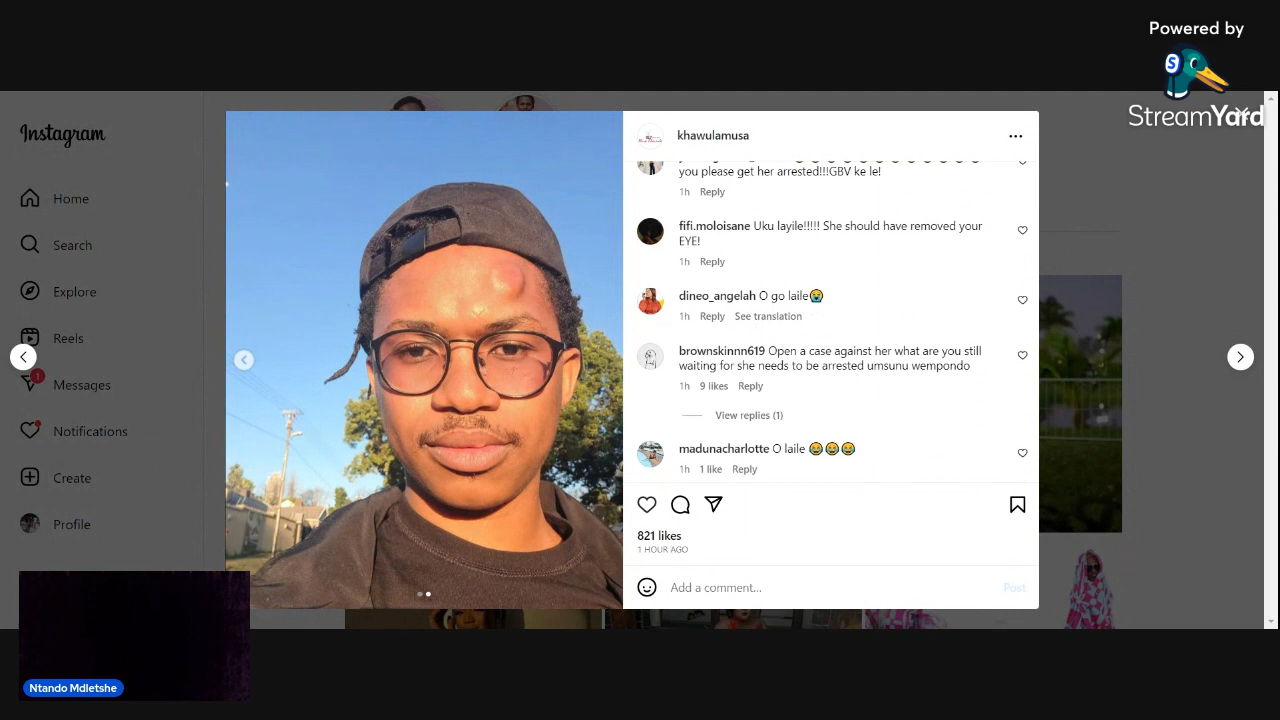 Powered by
S
StreamYard
Instagram
Home
Search
Explore
Reels
1
Messages
Notifications
Create
Profile
Ntando Mdletshe
khawulamusa
you please get her arrested!!!GBV ke le!
1h Reply
fifi.moloisane Uku layile!!!!! She should have removed your
EYE!
1h Reply
dineo_angelah O go laile😭
1h Reply See translation
brownskinnn619 Open a case against her what are you still
waiting for she needs to be arrested umsunu wempondo
1h 9 likes Reply
View replies (1)
madunacharlotte O laile 😂😂😂
1h 1 like Reply
821 likes
1 HOUR AGO
Add a comment...
Post